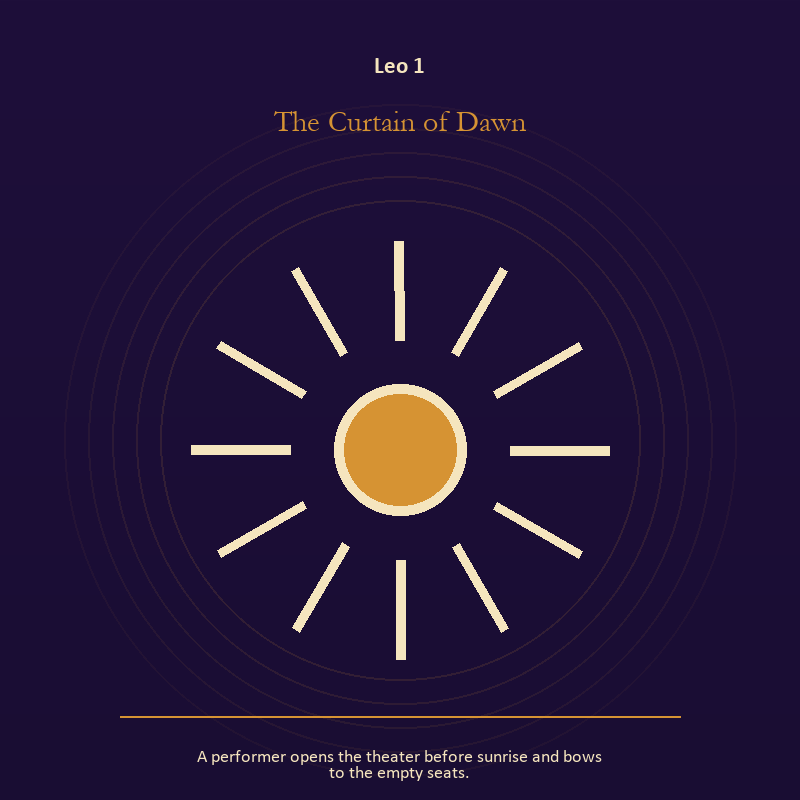 Leo 1
The Curtain of Dawn
A performer opens the theater before sunrise and bows
to the empty seats.